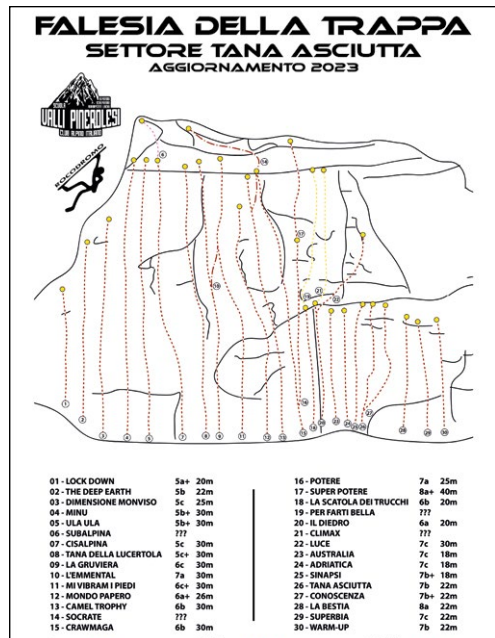 FALESIA DELLA TRAPPA
SETTORE TANA ASCIUTTA
AGGIORNAMENTO 2023
VALLI PINEROLESI
CLUB ALPINO ITALIANO
ROCODROMO
01 - LOCK DOWN 5a+ 20m
02 - THE DEEP EARTH 5b 22m
03 - DIMENSIONE MONVISO 5c 25m
04 - MINU 5b+ 30m
05 - ULA ULA 5b+ 30m
06 - SUBALPINA ???
07 - CISALPINA 5c 30m
08 - TANA DELLA LUCERTOLA 5c+ 30m
09 - LA GRUVIERA 6c 30m
10 - L'EMMENTAL 7a 30m
11 - MI VIBRAM I PIEDI 6c+ 30m
12 - MONDO PAPERO 6a+ 26m
13 - CAMEL TROPHY 6b 30m
14 - SOCRATE ???
15 - CRAWMAGA 6b 30m
16 - POTERE 7a 25m
17 - SUPER POTERE 8a+ 40m
18 - LA SCATOLA DEI TRUCCHI 6b 20m
19 - PER FARTI BELLA ???
20 - IL DIEDRO 6a 20m
21 - CLIMAX ???
22 - LUCE 7c 30m
23 - AUSTRALIA 7c 18m
24 - ADRIATICA 7c 18m
25 - SINAPSI 7b+ 18m
26 - TANA ASCIUTTA 7b 22m
27 - CONOSCENZA 7b+ 22m
28 - LA BESTIA 8a 22m
29 - SUPERBIA 7c 22m
30 - WARM-UP 7b 22m